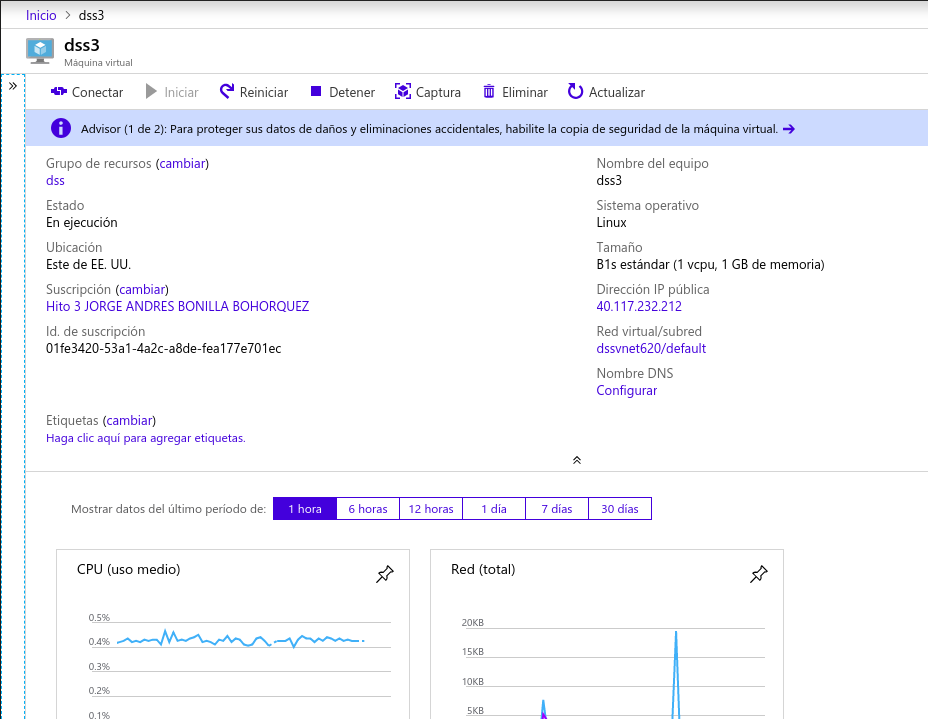 Inicio > dss3
dss3
Máquina virtual
»
Conectar Iniciar Reiniciar Detener Captura Eliminar Actualizar
Advisor (1 de 2): Para proteger sus datos de daños y eliminaciones accidentales, habilite la copia de seguridad de la máquina virtual. →
Grupo de recursos (cambiar)
dss
Estado
En ejecución
Ubicación
Este de EE. UU.
Suscripción (cambiar)
Hito 3 JORGE ANDRES BONILLA BOHORQUEZ
Id. de suscripción
01fe3420-53a1-4a2c-a8de-fea177e701ec
Nombre del equipo
dss3
Sistema operativo
Linux
Tamaño
B1s estándar (1 vcpu, 1 GB de memoria)
Dirección IP pública
40.117.232.212
Red virtual/subred
dssvnet620/default
Nombre DNS
Configurar
Etiquetas (cambiar)
Haga clic aquí para agregar etiquetas.
Mostrar datos del último período de: 1 hora 6 horas 12 horas 1 día 7 días 30 días
CPU (uso medio)
0.5%
0.4%
0.3%
0.2%
0.1%
Red (total)
20KB
15KB
10KB
5KB